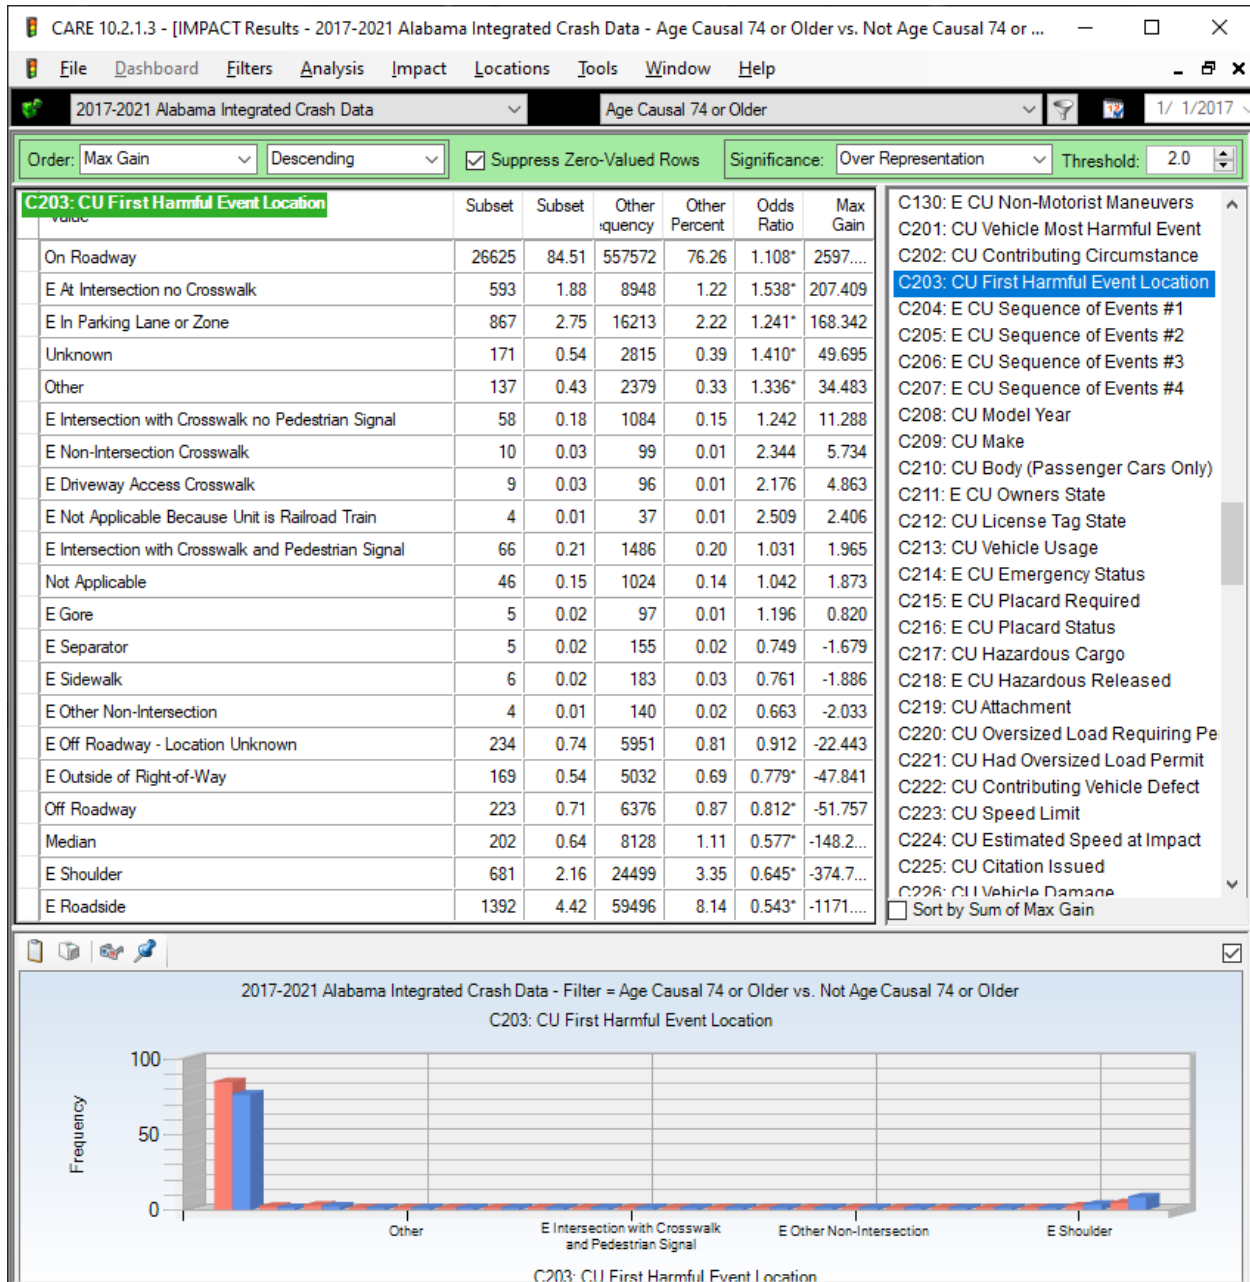 CARE 10.2.1.3 - [IMPACT Results - 2017-2021 Alabama Integrated Crash Data - Age Causal 74 or Older vs. Not Age Causal 74 or ...
File Dashboard Filters Analysis Impact Locations Tools Window Help
2017-2021 Alabama Integrated Crash Data Age Causal 74 or Older 1/ 1/2017
Order: Max Gain Descending Suppress Zero-Valued Rows Significance: Over Representation Threshold: 2.0
C203: CU First Harmful Event Location Subset Subset Other Other Odds Max
equency Percent Ratio Gain
On Roadway 26625 84.51 557572 76.26 1.108* 2597....
E At Intersection no Crosswalk 593 1.88 8948 1.22 1.538* 207.409
E In Parking Lane or Zone 867 2.75 16213 2.22 1.241* 168.342
Unknown 171 0.54 2815 0.39 1.410* 49.695
Other 137 0.43 2379 0.33 1.336* 34.483
E Intersection with Crosswalk no Pedestrian Signal 58 0.18 1084 0.15 1.242 11.288
E Non-Intersection Crosswalk 10 0.03 99 0.01 2.344 5.734
E Driveway Access Crosswalk 9 0.03 96 0.01 2.176 4.863
E Not Applicable Because Unit is Railroad Train 4 0.01 37 0.01 2.509 2.406
E Intersection with Crosswalk and Pedestrian Signal 66 0.21 1486 0.20 1.031 1.965
Not Applicable 46 0.15 1024 0.14 1.042 1.873
E Gore 5 0.02 97 0.01 1.196 0.820
E Separator 5 0.02 155 0.02 0.749 -1.679
E Sidewalk 6 0.02 183 0.03 0.761 -1.886
E Other Non-Intersection 4 0.01 140 0.02 0.663 -2.033
E Off Roadway - Location Unknown 234 0.74 5951 0.81 0.912 -22.443
E Outside of Right-of-Way 169 0.54 5032 0.69 0.779* -47.841
Off Roadway 223 0.71 6376 0.87 0.812* -51.757
Median 202 0.64 8128 1.11 0.577* -148.2...
E Shoulder 681 2.16 24499 3.35 0.645* -374.7...
E Roadside 1392 4.42 59496 8.14 0.543* -1171....
C130: E CU Non-Motorist Maneuvers
C201: CU Vehicle Most Harmful Event
C202: CU Contributing Circumstance
C203: CU First Harmful Event Location
C204: E CU Sequence of Events #1
C205: E CU Sequence of Events #2
C206: E CU Sequence of Events #3
C207: E CU Sequence of Events #4
C208: CU Model Year
C209: CU Make
C210: CU Body (Passenger Cars Only)
C211: E CU Owners State
C212: CU License Tag State
C213: CU Vehicle Usage
C214: E CU Emergency Status
C215: E CU Placard Required
C216: E CU Placard Status
C217: CU Hazardous Cargo
C218: E CU Hazardous Released
C219: CU Attachment
C220: CU Oversized Load Requiring Pe
C221: CU Had Oversized Load Permit
C222: CU Contributing Vehicle Defect
C223: CU Speed Limit
C224: CU Estimated Speed at Impact
C225: CU Citation Issued
C226: CU Vehicle Damage
Sort by Sum of Max Gain
2017-2021 Alabama Integrated Crash Data - Filter = Age Causal 74 or Older vs. Not Age Causal 74 or Older
C203: CU First Harmful Event Location
100
50
0
Frequency
Other
E Intersection with Crosswalk
and Pedestrian Signal
E Other Non-Intersection
E Shoulder
C203: CU First Harmful Event Location